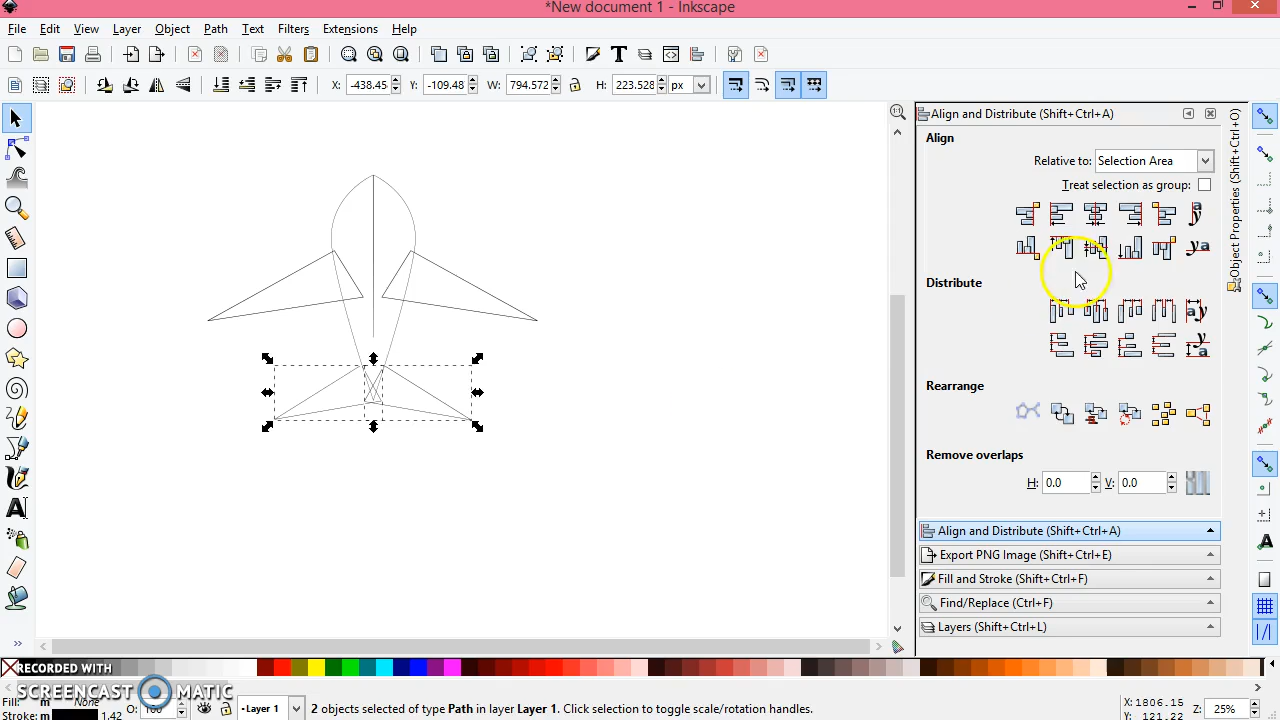 *New document 1 - Inkscape
File Edit View Layer Object Path Text Filters Extensions Help
X: -438.45 Y: -109.48 W: 794.572 H: 223.528 px
Align and Distribute (Shift+Ctrl+A)
Object Properties (Shift+Ctrl+O)
Align
Relative to: Selection Area
Treat selection as group:
Distribute
Rearrange
Remove overlaps
H: 0.0 V: 0.0
Align and Distribute (Shift+Ctrl+A)
Export PNG Image (Shift+Ctrl+E)
Fill and Stroke (Shift+Ctrl+F)
Find/Replace (Ctrl+F)
Layers (Shift+Ctrl+L)
RECORDED WITH
SCREENCAST MATIC
Fill: m None O: 100 Layer 1 2 objects selected of type Path in layer Layer 1. Click selection to toggle scale/rotation handles. X: 1806.15 Z: 25%
Stroke: m 1.42 Y: 121.22